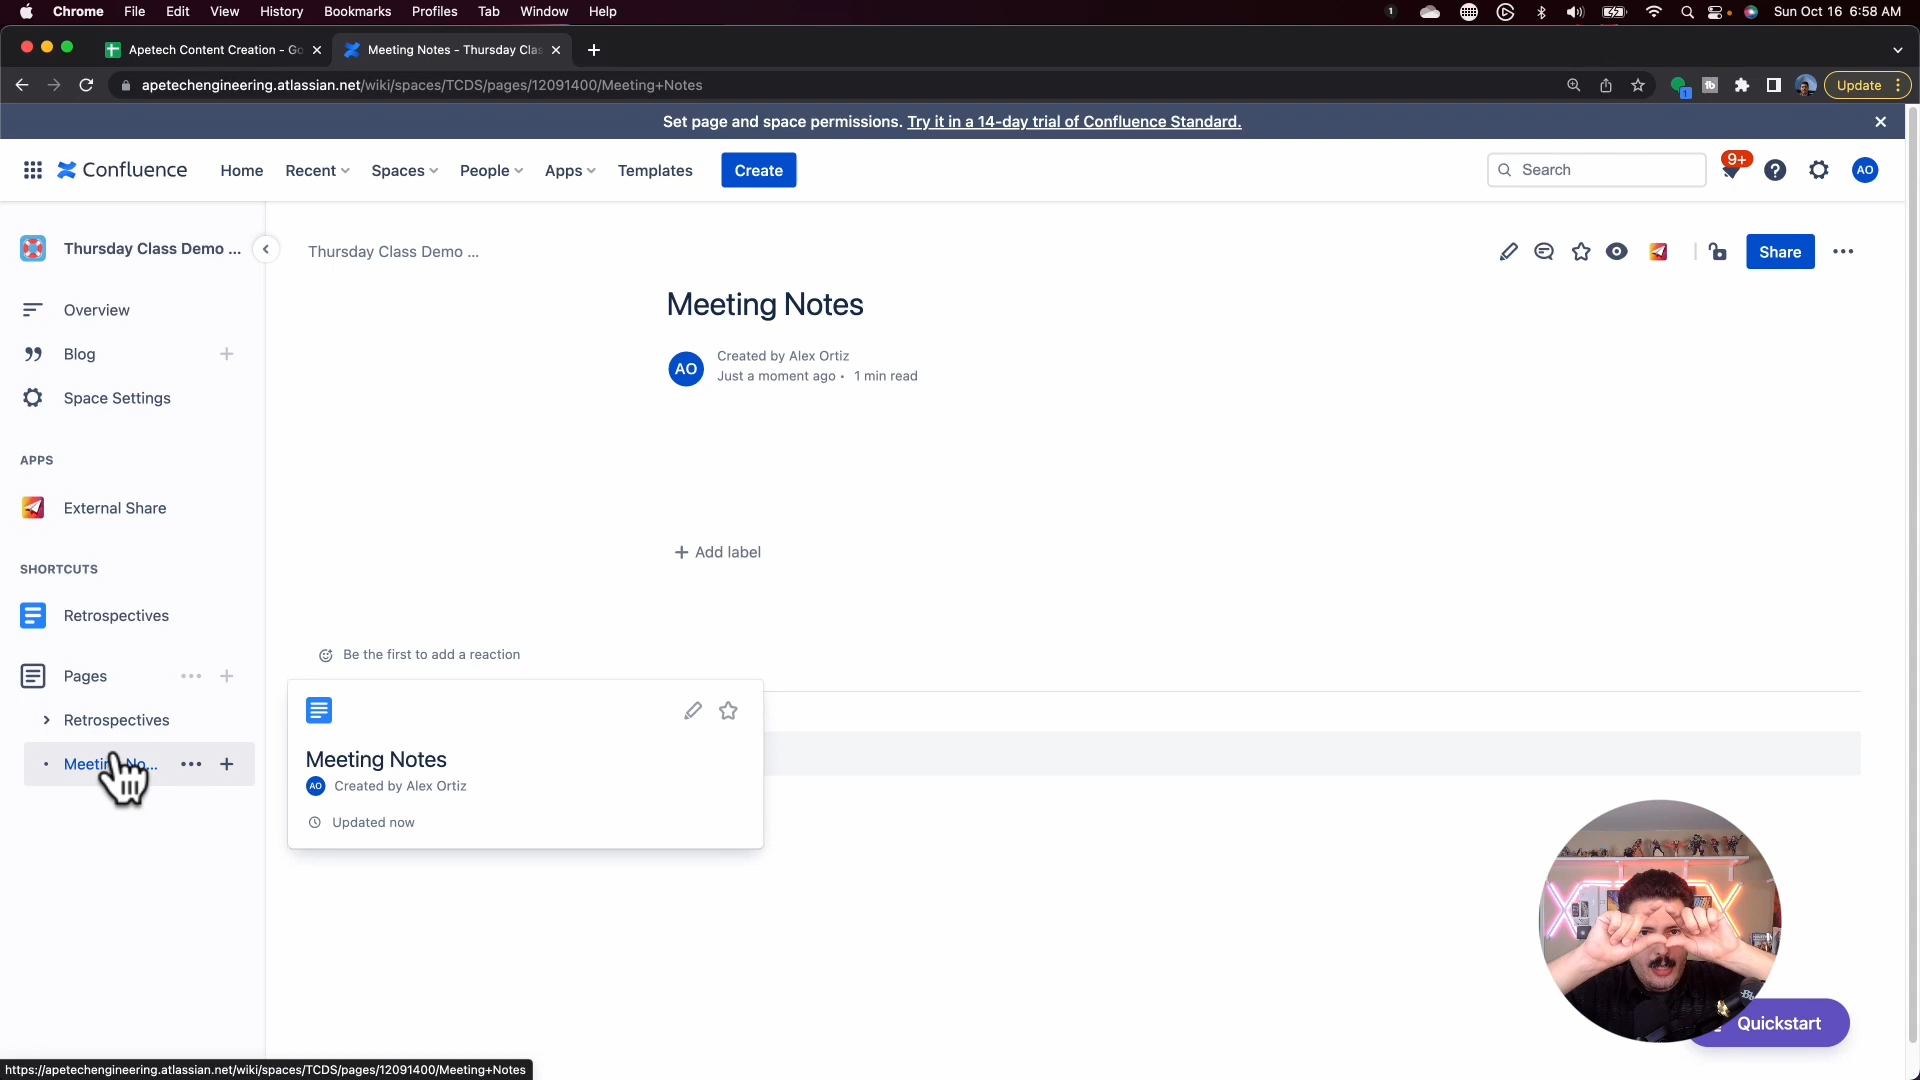 Chrome File Edit View History Bookmarks Profiles Tab Window Help
1 Sun Oct 16 6:58 AM
Apetech Content Creation - Go
Meeting Notes - Thursday Clas
apetechengineering.atlassian.net/wiki/spaces/TCDS/pages/12091400/Meeting+Notes
1
tb
Update
Set page and space permissions. Try it in a 14-day trial of Confluence Standard.
Confluence
Home Recent Spaces People Apps Templates Create
Search
9+
AO
Thursday Class Demo ...
Thursday Class Demo ...
Share
Overview
Blog
Space Settings
APPS
External Share
SHORTCUTS
Retrospectives
Pages
Retrospectives
Meetin No...
Meeting Notes
AO
Created by Alex Ortiz
Just a moment ago • 1 min read
Add label
Be the first to add a reaction
Meeting Notes
AO Created by Alex Ortiz
Updated now
Quickstart
https://apetechengineering.atlassian.net/wiki/spaces/TCDS/pages/12091400/Meeting+Notes